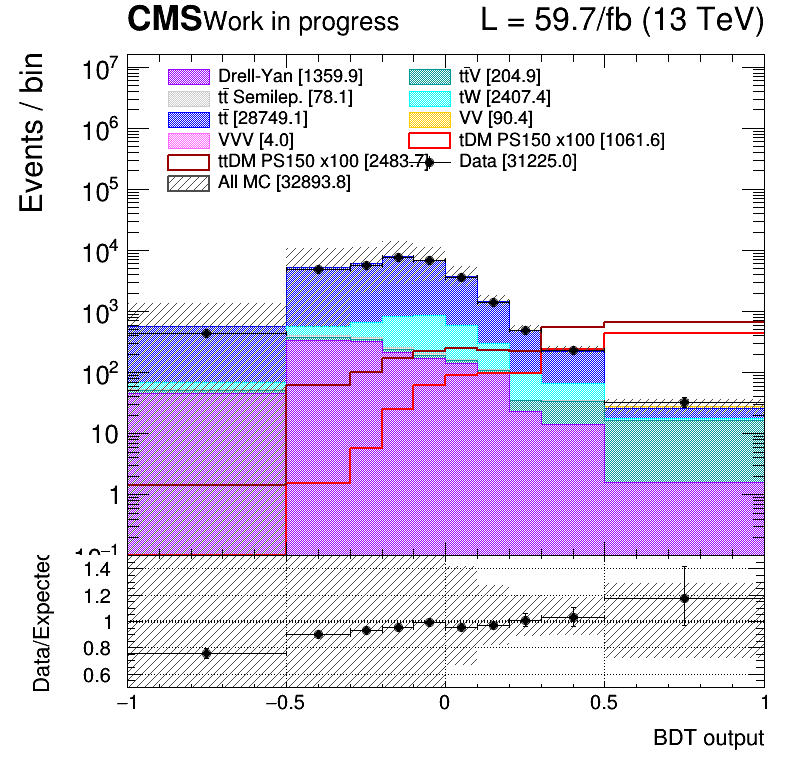 CMS Work in progress L = 59.7/fb (13 TeV)
Events / bin
Drell-Yan [1359.9] tt̄V [204.9]
tt̄ Semilep. [78.1] tW [2407.4]
tt̄ [28749.1] VV [90.4]
VVV [4.0] tDM PS150 x100 [1061.6]
ttDM PS150 x100 [2483.7] Data [31225.0]
All MC [32893.8]
10⁷
10⁶
10⁵
10⁴
10³
10²
10
1
10⁻¹
Data/Expected
1.4
1.2
1
0.8
0.6
−1 −0.5 0 0.5 1
BDT output